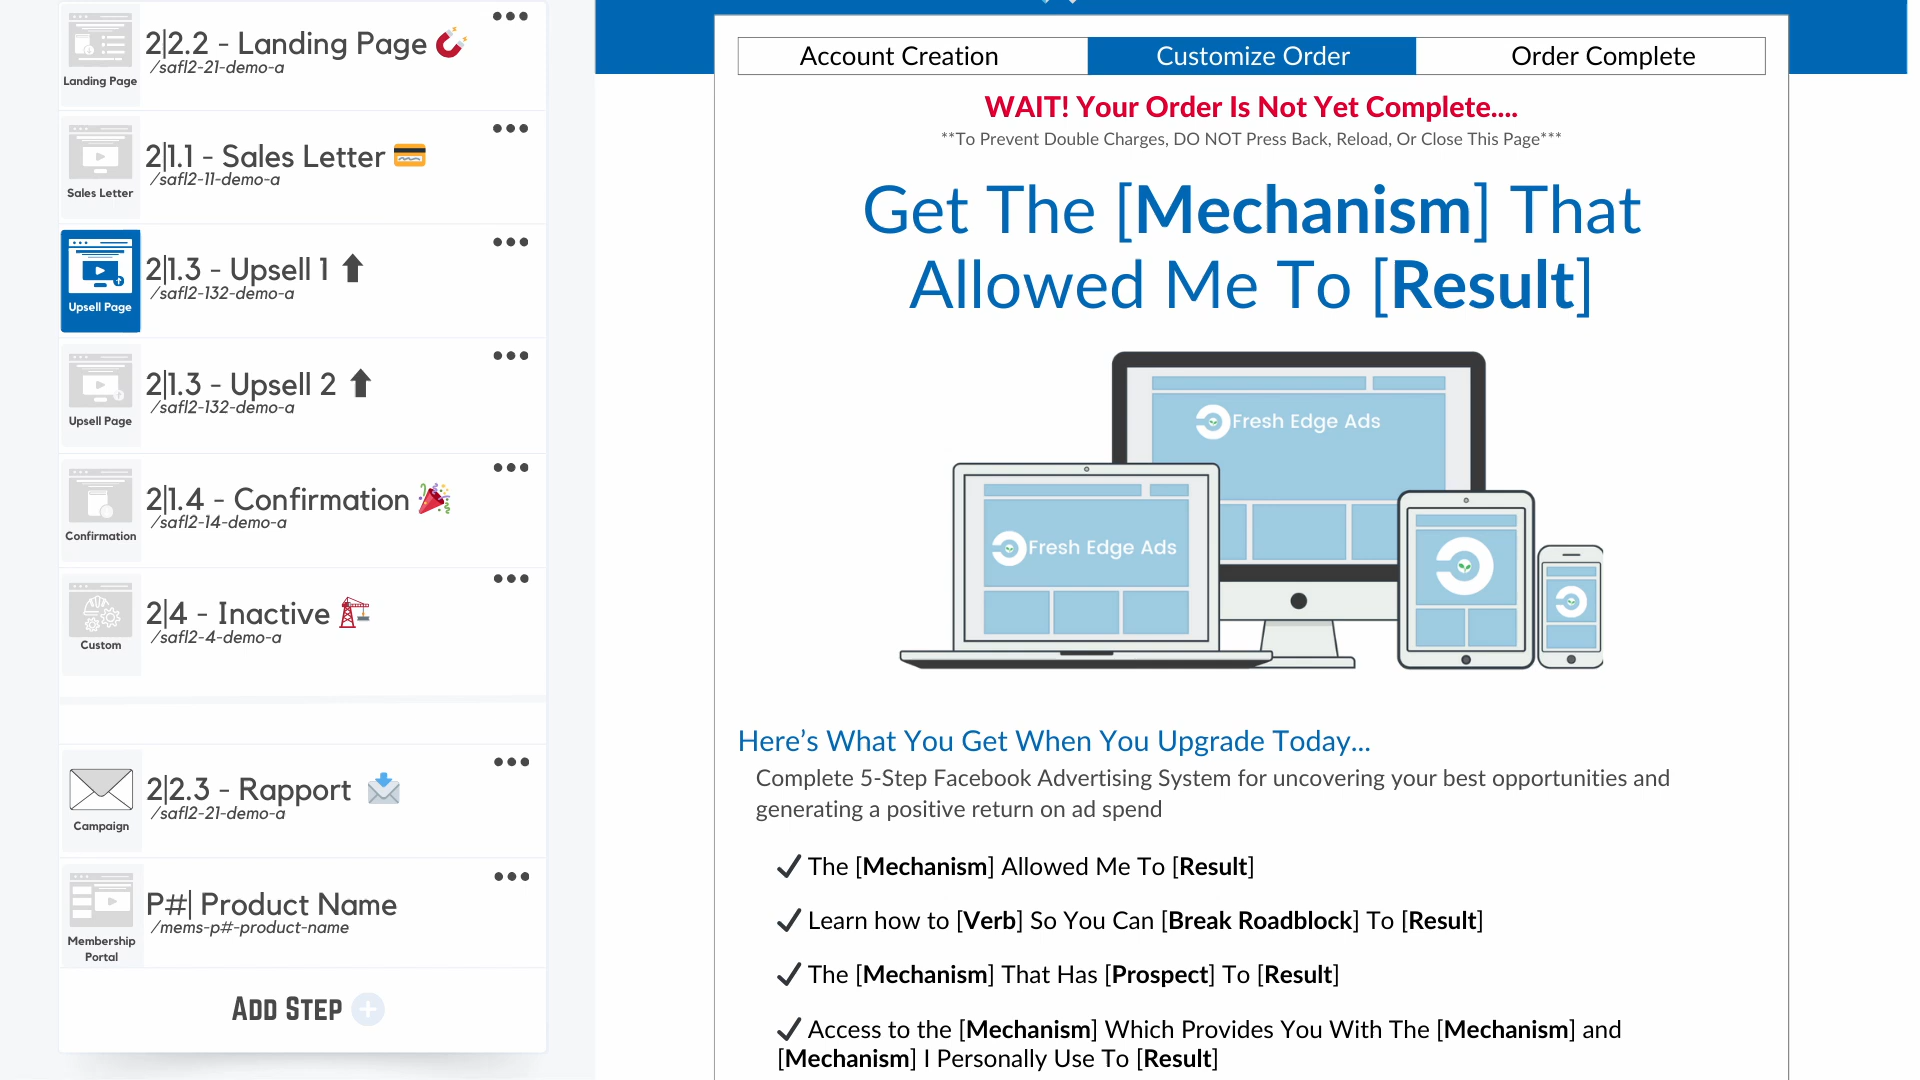 2|2.2 - Landing Page
/safl2-21-demo-a
Landing Page
2|1.1 - Sales Letter
/safl2-11-demo-a
Sales Letter
2|1.3 - Upsell 1
/safl2-132-demo-a
Upsell Page
2|1.3 - Upsell 2
/safl2-132-demo-a
Upsell Page
2|1.4 - Confirmation
/safl2-14-demo-a
Confirmation
2|4 - Inactive
/safl2-4-demo-a
Custom
2|2.3 - Rapport
/safl2-21-demo-a
Campaign
P#| Product Name
/mems-p#-product-name
Membership
Portal
ADD STEP
Account Creation
Customize Order
Order Complete
WAIT! Your Order Is Not Yet Complete....
**To Prevent Double Charges, DO NOT Press Back, Reload, Or Close This Page***
Get The [Mechanism] That
Allowed Me To [Result]
Fresh Edge Ads
Fresh Edge Ads
Here’s What You Get When You Upgrade Today...
Complete 5-Step Facebook Advertising System for uncovering your best opportunities and
generating a positive return on ad spend
✓ The [Mechanism] Allowed Me To [Result]
✓ Learn how to [Verb] So You Can [Break Roadblock] To [Result]
✓ The [Mechanism] That Has [Prospect] To [Result]
✓ Access to the [Mechanism] Which Provides You With The [Mechanism] and
[Mechanism] I Personally Use To [Result]